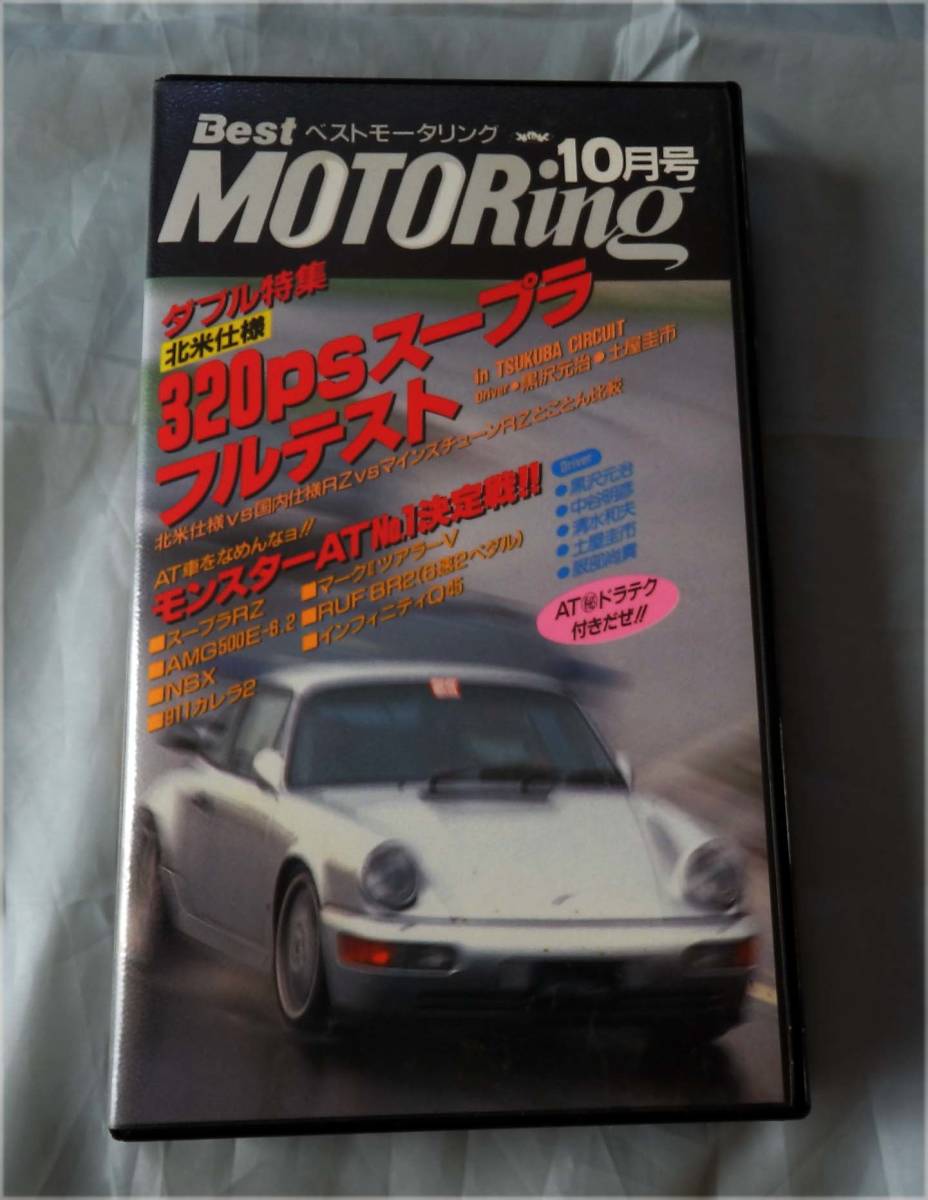 Best ベストモータリング
MOTORing 10月号
ダブル特集
北米仕様
320psスープラ
フルテスト
in TSUKUBA CIRCUIT
Driver●黒沢元治●土屋圭市
北米仕様vs国内仕様RZvsマインズチューンRZとことん比較
AT車をなめんなョ!!
モンスターAT No.1決定戦!!
■スープラRZ
■AMG500E-6.2
■NSX
■911カレラ2
■マークⅡツアラーV
■RUF BR2(6速2ペダル)
■インフィニティQ45
Driver
●黒沢元治
●中谷明彦
●清水和夫
●土屋圭市
●服部尚貴
AT㊙ドラテク
付きだぜ!!